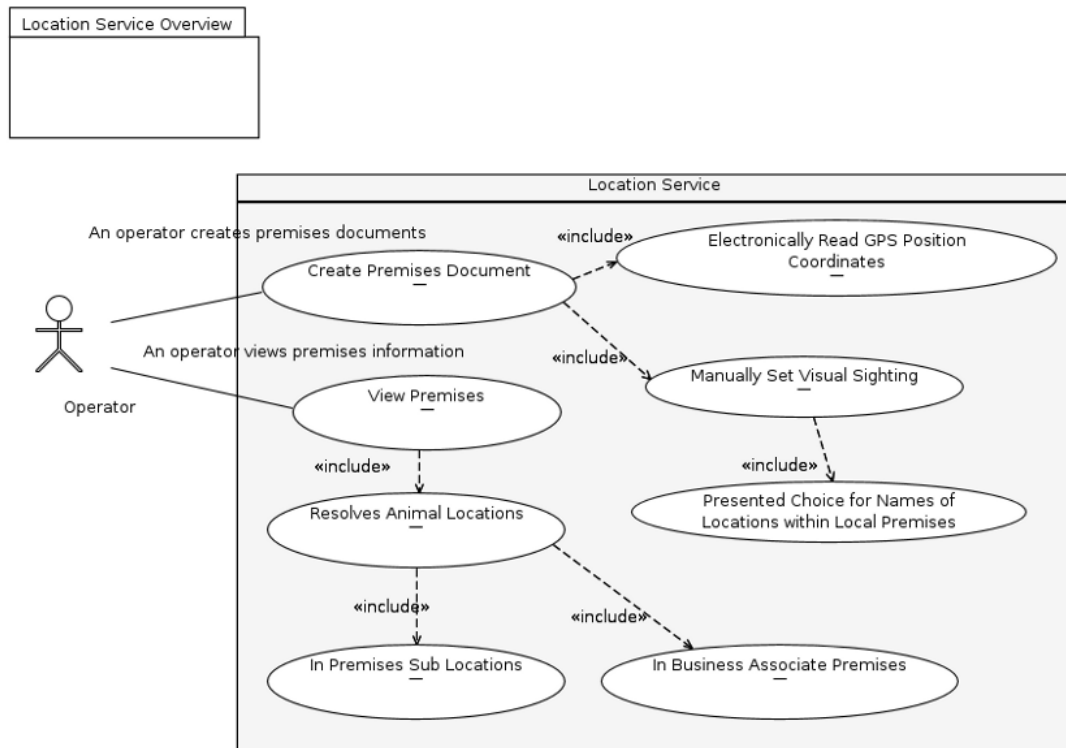 Location Service Overview
Location Service
An operator creates premises documents
«include»
Electronically Read GPS Position
Coordinates
Create Premises Document
An operator views premises information
«include»
Manually Set Visual Sighting
Operator
View Premises
«include»
«include»
Presented Choice for Names of
Locations within Local Premises
Resolves Animal Locations
«include»
«include»
In Premises Sub Locations
In Business Associate Premises